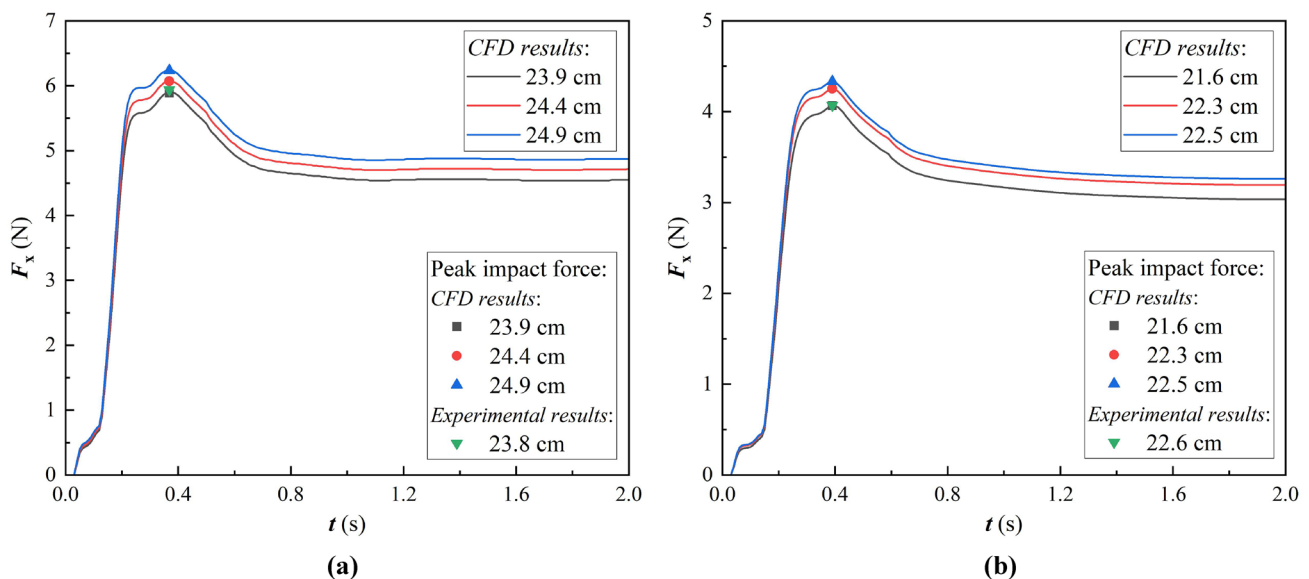 7
6
5
4
3
2
1
0
F_x (N)
CFD results:
23.9 cm
24.4 cm
24.9 cm
Peak impact force:
CFD results:
23.9 cm
24.4 cm
24.9 cm
Experimental results:
23.8 cm
0.0 0.4 0.8 1.2 1.6 2.0
t (s)
(a)
5
4
3
2
1
0
F_x (N)
CFD results:
21.6 cm
22.3 cm
22.5 cm
Peak impact force:
CFD results:
21.6 cm
22.3 cm
22.5 cm
Experimental results:
22.6 cm
0.0 0.4 0.8 1.2 1.6 2.0
t (s)
(b)